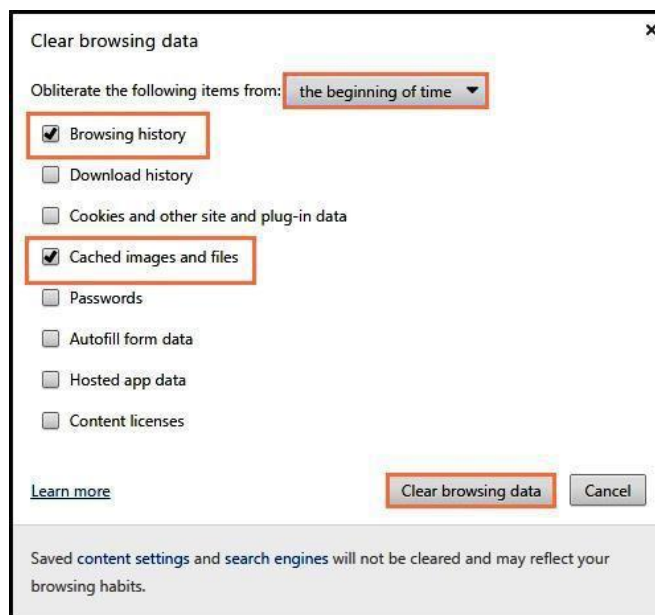 Clear browsing data
Obliterate the following items from: the beginning of time
Browsing history
Download history
Cookies and other site and plug-in data
Cached images and files
Passwords
Autofill form data
Hosted app data
Content licenses
Learn more Clear browsing data Cancel
Saved content settings and search engines will not be cleared and may reflect your
browsing habits.